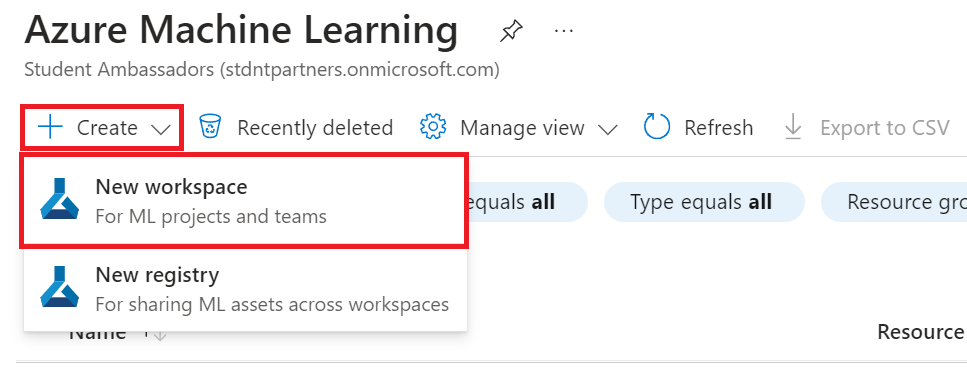 Azure Machine Learning
Student Ambassadors (stdntpartners.onmicrosoft.com)
Create Recently deleted Manage view Refresh Export to CSV
New workspace
For ML projects and teams
equals all Type equals all Resource gro
New registry
For sharing ML assets across workspaces
Name Resource